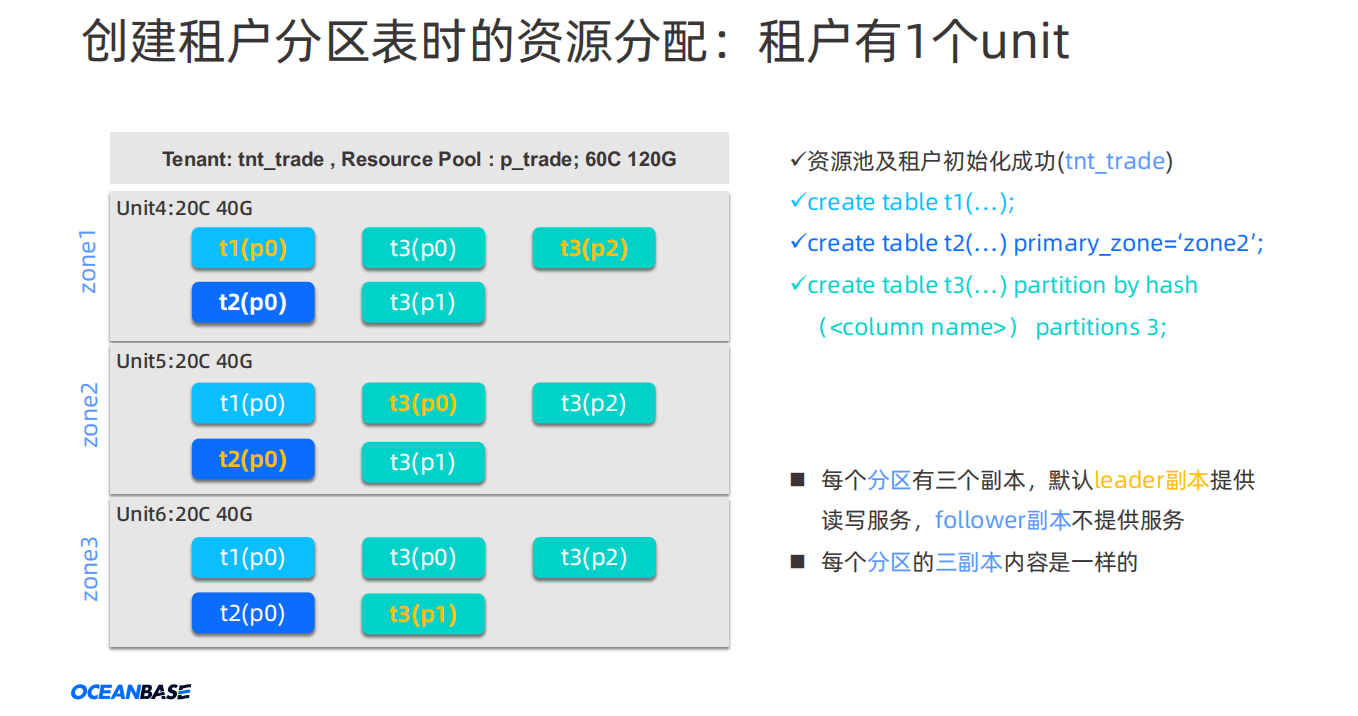 创建租户分区表时的资源分配：租户有1个unit
Tenant: tnt_trade , Resource Pool : p_trade; 60C 120G
zone1
Unit4:20C 40G
t1(p0) t3(p0) t3(p2)
t2(p0) t3(p1)
zone2
Unit5:20C 40G
t1(p0) t3(p0) t3(p2)
t2(p0) t3(p1)
zone3
Unit6:20C 40G
t1(p0) t3(p0) t3(p2)
t2(p0) t3(p1)
✓资源池及租户初始化成功(tnt_trade)
✓create table t1(…);
✓create table t2(…) primary_zone=‘zone2’;
✓create table t3(…) partition by hash
（<column name>） partitions 3;
■ 每个分区有三个副本，默认leader副本提供
读写服务，follower副本不提供服务
■ 每个分区的三副本内容是一样的
OCEANBASE